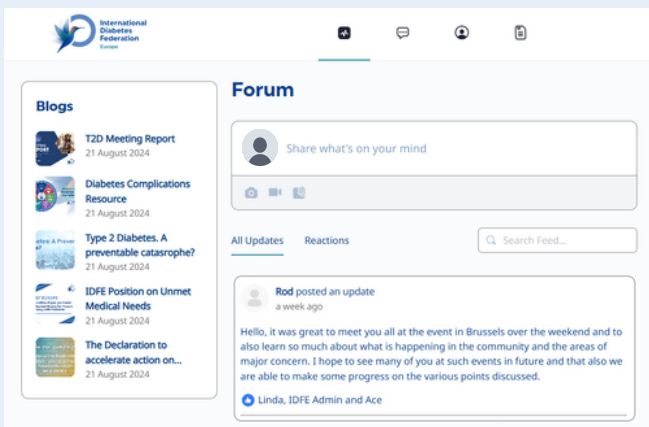 International
Diabetes
Federation
Europe
Blogs
T2D Meeting Report
21 August 2024
Diabetes Complications
Resource
21 August 2024
Type 2 Diabetes. A
preventable catasrophe?
21 August 2024
IDFE Position on Unmet
Medical Needs
21 August 2024
The Declaration to
accelerate action on...
21 August 2024
Forum
Share what's on your mind
All Updates
Reactions
Search Feed...
Rod posted an update
a week ago
Hello, it was great to meet you all at the event in Brussels over the weekend and to
also learn so much about what is happening in the community and the areas of
major concern. I hope to see many of you at such events in future and that also we
are able to make some progress on the various points discussed.
Linda, IDFE Admin and Ace